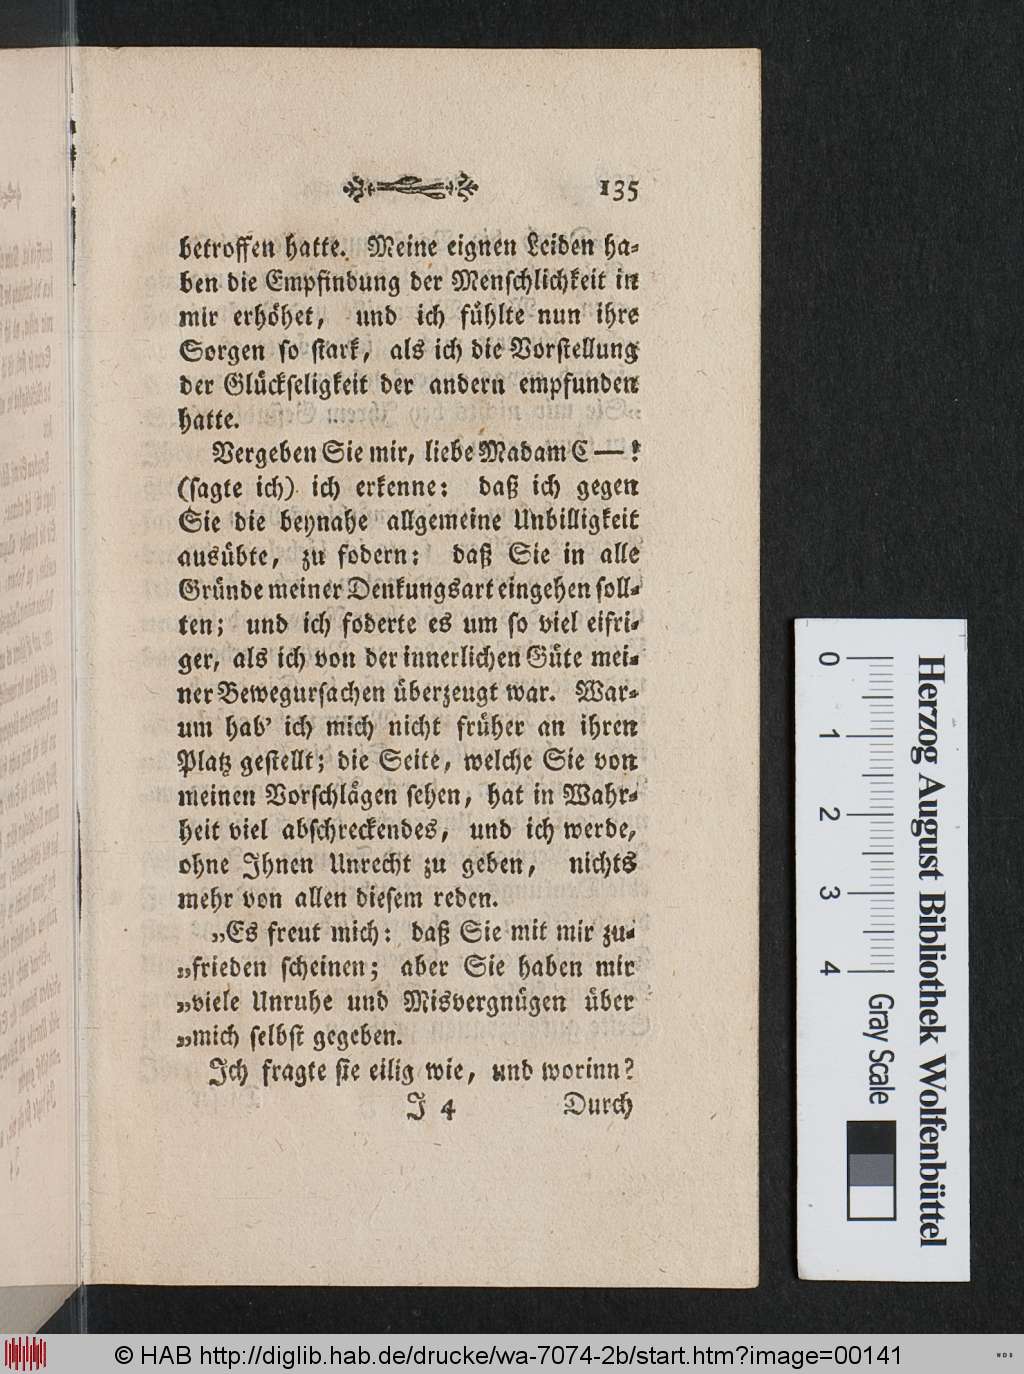 135
betroffen hatte. Meine eignen Leiden ha-
ben die Empfindung der Menschlichkeit in
mir erhöhet, und ich fühlte nun ihre
Sorgen so stark, als ich die Vorstellung
der Glückseligkeit der andern empfunden
hatte.
Vergeben Sie mir, liebe Madam C—!
(sagte ich) ich erkenne: daß ich gegen
Sie die beynahe allgemeine Unbilligkeit
ausübte, zu fodern: daß Sie in alle
Gründe meiner Denkungsart eingehen soll-
ten; und ich foderte es um so viel eifri-
ger, als ich von der innerlichen Güte mei-
ner Bewegursachen überzeugt war. War-
um hab' ich mich nicht früher an ihren
Platz gestellt; die Seite, welche Sie von
meinen Vorschlägen sehen, hat in Wahr-
heit viel abschreckendes, und ich werde,
ohne Ihnen Unrecht zu geben, nichts
mehr von allen diesem reden.
„Es freut mich: daß Sie mit mir zu-
„frieden scheinen; aber Sie haben mir
„viele Unruhe und Misvergnügen über
„mich selbst gegeben.
Ich fragte sie eilig wie, und worinn?
J 4 Durch
0 1 2 3 4 Gray Scale
Herzog August Bibliothek Wolfenbüttel
© HAB http://diglib.hab.de/drucke/wa-7074-2b/start.htm?image=00141
WDB